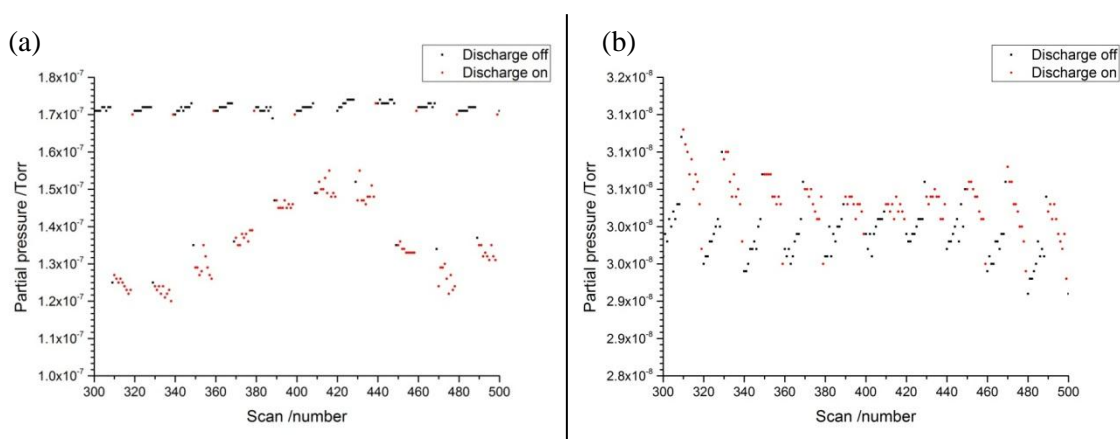 (a)
Discharge off
Discharge on
1.8x10⁻⁷
1.7x10⁻⁷
1.6x10⁻⁷
1.5x10⁻⁷
1.4x10⁻⁷
1.3x10⁻⁷
1.2x10⁻⁷
1.1x10⁻⁷
1.0x10⁻⁷
Partial pressure /Torr
300 320 340 360 380 400 420 440 460 480 500
Scan /number
(b)
Discharge off
Discharge on
3.2x10⁻⁸
3.1x10⁻⁸
3.1x10⁻⁸
3.1x10⁻⁸
3.0x10⁻⁸
3.0x10⁻⁸
2.9x10⁻⁸
2.9x10⁻⁸
2.8x10⁻⁸
Partial pressure /Torr
300 320 340 360 380 400 420 440 460 480 500
Scan /number